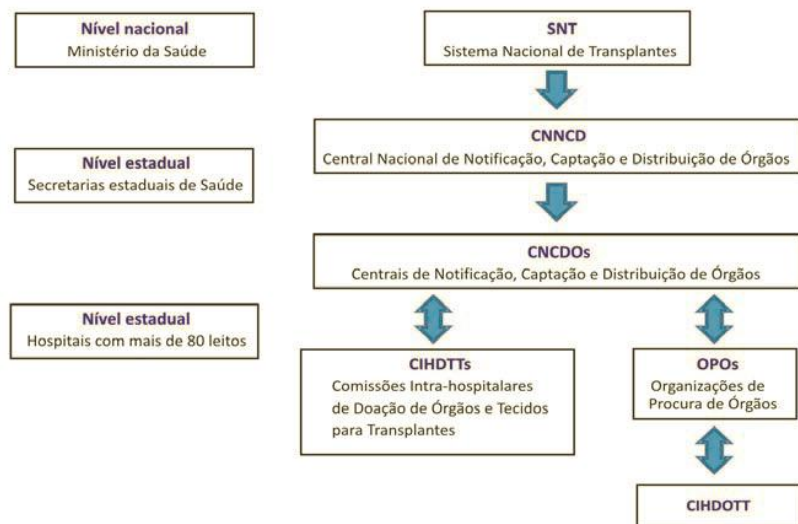 Nível nacional
Ministério da Saúde
SNT
Sistema Nacional de Transplantes
CNNCD
Central Nacional de Notificação, Captação e Distribuição de Órgãos
Nível estadual
Secretarias estaduais de Saúde
CNCDOs
Centrais de Notificação, Captação e Distribuição de Órgãos
Nível estadual
Hospitais com mais de 80 leitos
CIHDTTs
Comissões Intra-hospitalares
de Doação de Órgãos e Tecidos
para Transplantes
OPOs
Organizações de
Procura de Órgãos
CIHDOTT